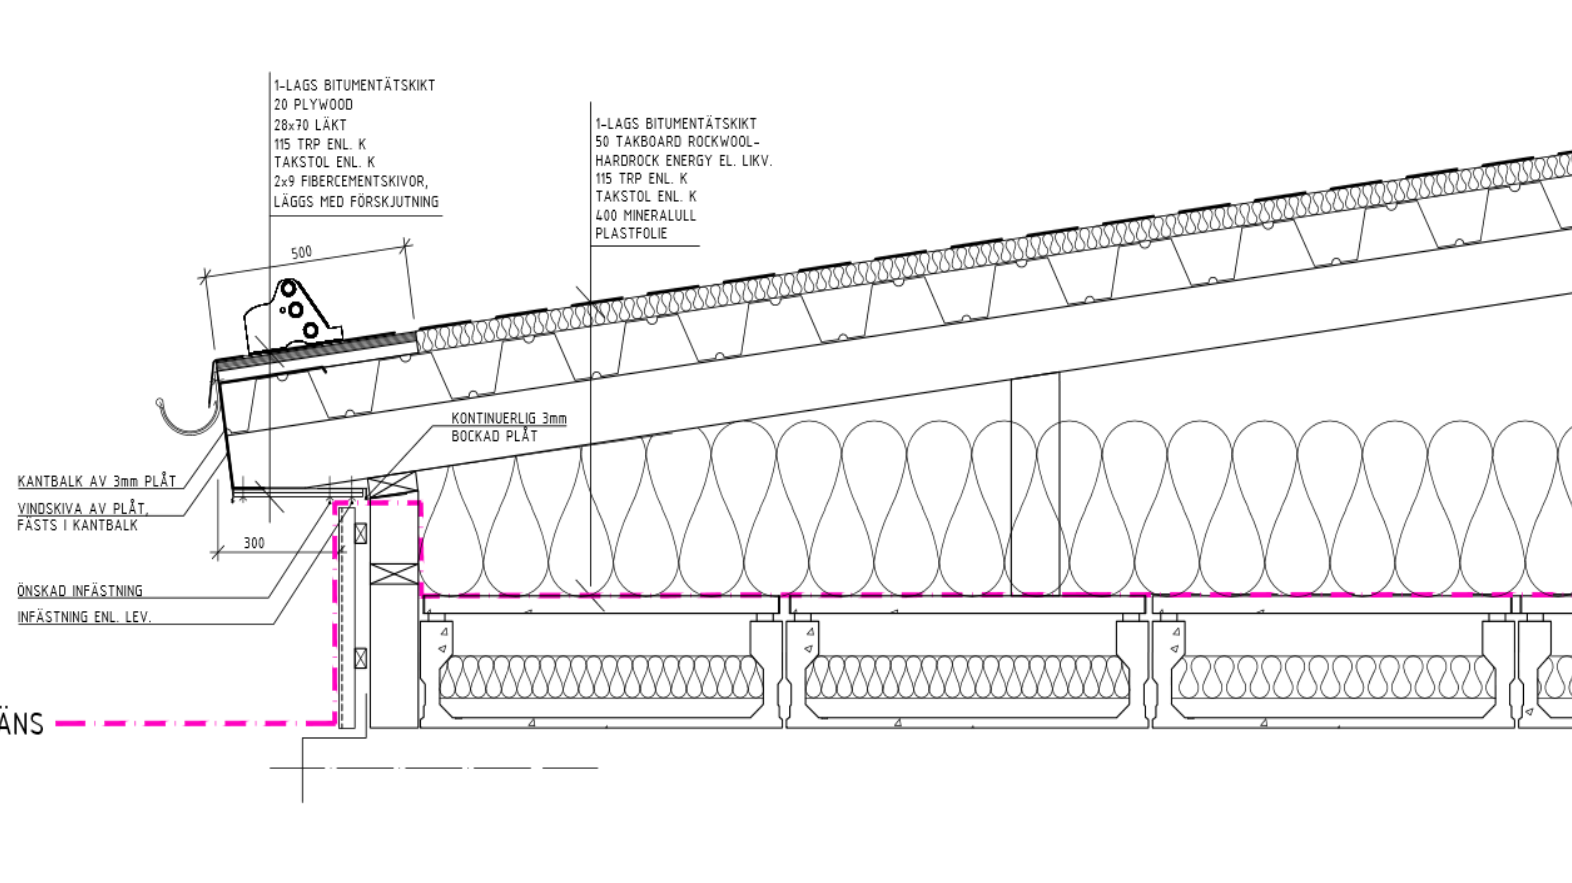 1-LAGS BITUMENTÄTSKIKT
20 PLYWOOD
28x70 LÄKT
115 TRP ENL. K
TAKSTOL ENL. K
2x9 FIBERCEMENTSKIVOR,
LÄGGS MED FÖRSKJUTNING
1-LAGS BITUMENTÄTSKIKT
50 TAKBOARD ROCKWOOL-
HARDROCK ENERGY EL. LIKV.
115 TRP ENL. K
TAKSTOL ENL. K
400 MINERALULL
PLASTFOLIE
500
KONTINUERLIG 3mm
BOCKAD PLÅT
KANTBALK AV 3mm PLÅT
VINDSKIVA AV PLÅT,
FÄSTS I KANTBALK
300
ÖNSKAD INFÄSTNING
INFÄSTNING ENL. LEV.
ÄNS